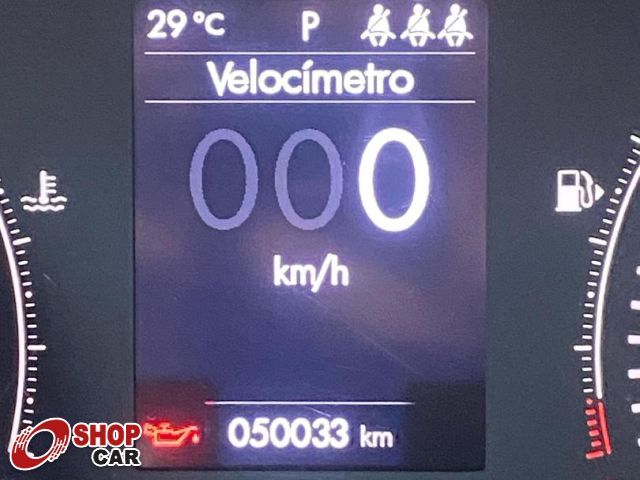 29 °C P
Velocímetro
000
km/h
050033 km
SHOP
CAR